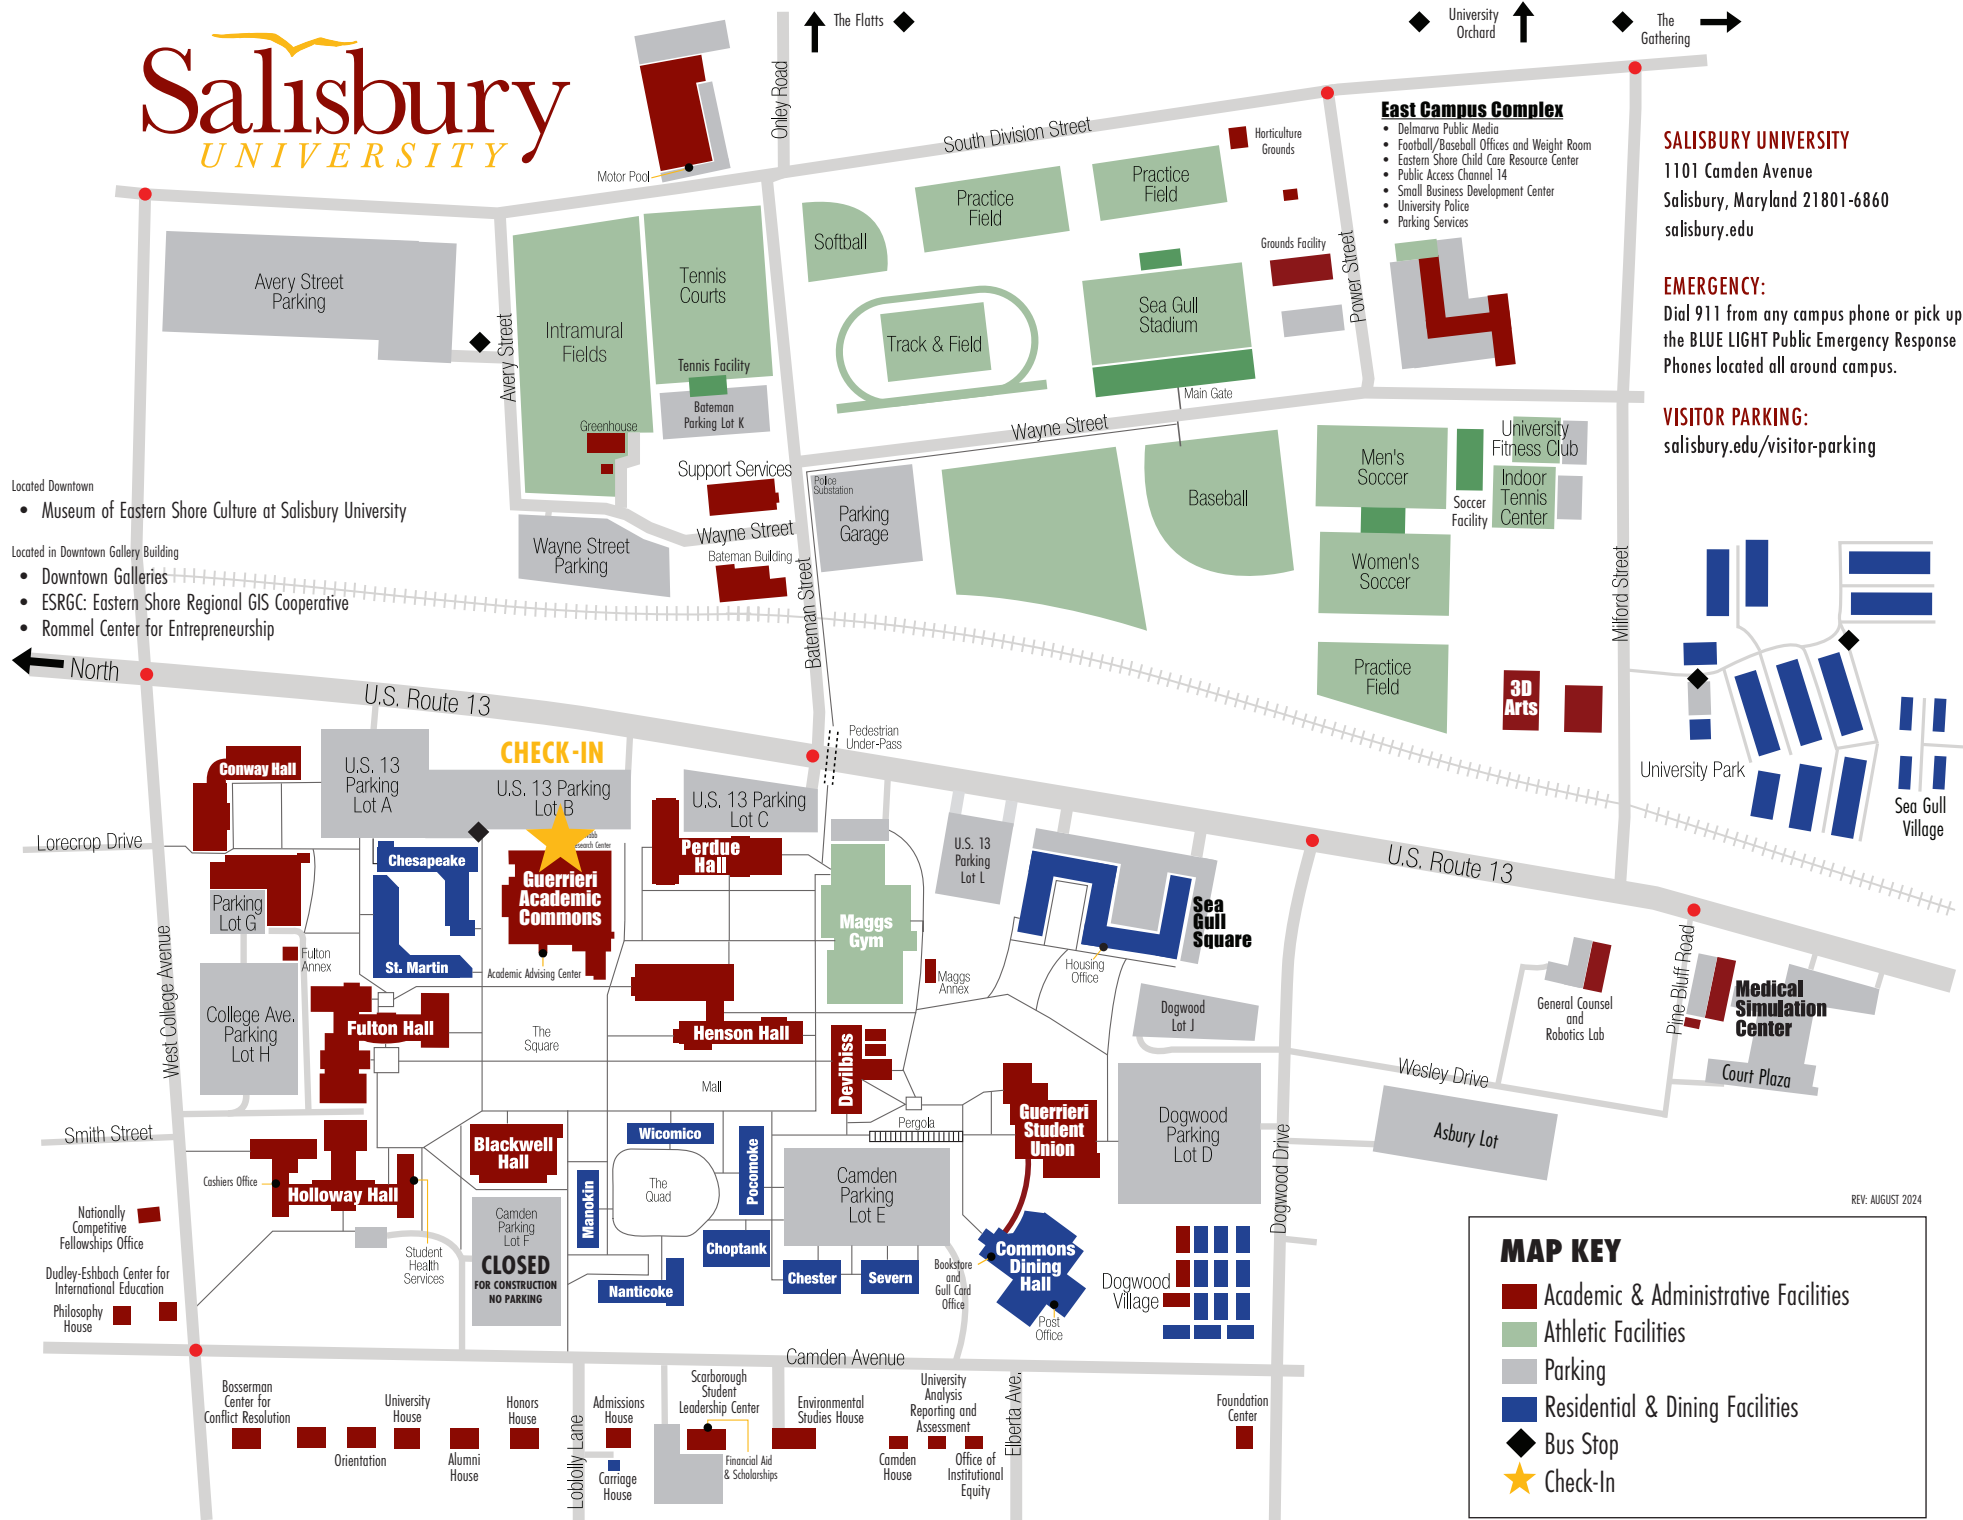 Salisbury
UNIVERSITY
The Flatts
University
Orchard
The
Gathering
Onley Road
Motor Pool
South Division Street
Horticulture
Grounds
East Campus Complex
• Delmarva Public Media
• Football/Baseball Offices and Weight Room
• Eastern Shore Child Care Resource Center
• Public Access Channel 14
• Small Business Development Center
• University Police
• Parking Services
SALISBURY UNIVERSITY
1101 Camden Avenue
Salisbury, Maryland 21801-6860
salisbury.edu
EMERGENCY:
Dial 911 from any campus phone or pick up
the BLUE LIGHT Public Emergency Response
Phones located all around campus.
VISITOR PARKING:
salisbury.edu/visitor-parking
Practice
Field
Practice
Field
Softball
Grounds Facility
Power Street
Avery Street
Parking
Avery Street
Intramural
Fields
Tennis
Courts
Tennis Facility
Bateman
Parking Lot K
Track & Field
Sea Gull
Stadium
Main Gate
Wayne Street
Greenhouse
Support Services
Wayne Street
Wayne Street
Parking
Bateman Building
Bateman Street
Police
Substation
Parking
Garage
Baseball
Men's
Soccer
Women's
Soccer
Soccer
Facility
University
Fitness Club
Indoor
Tennis
Center
Practice
Field
3D
Arts
Milford Street
University Park
Sea Gull
Village
Located Downtown
• Museum of Eastern Shore Culture at Salisbury University
Located in Downtown Gallery Building
• Downtown Galleries
• ESRGC: Eastern Shore Regional GIS Cooperative
• Rommel Center for Entrepreneurship
North
U.S. Route 13
Pedestrian
Under-Pass
CHECK-IN
Conway Hall
U.S. 13
Parking
Lot A
U.S. 13 Parking
Lot B
U.S. 13 Parking
Lot C
U.S. 13
Parking
Lot L
U.S. Route 13
Lorecrop Drive
Chesapeake
Research Center
Guerrieri
Academic
Commons
Academic Advising Center
Perdue
Hall
Maggs
Gym
Maggs
Annex
Sea
Gull
Square
Housing
Office
Parking
Lot G
Fulton
Annex
St. Martin
West College Avenue
College Ave.
Parking
Lot H
Fulton Hall
The
Square
Henson Hall
Devilbiss
Mall
Dogwood
Lot J
General Counsel
and
Robotics Lab
Pine Bluff Road
Medical
Simulation
Center
Court Plaza
Wesley Drive
Asbury Lot
Smith Street
Cashiers Office
Holloway Hall
Student
Health
Services
Blackwell
Hall
Camden
Parking
Lot F
CLOSED
FOR CONSTRUCTION
NO PARKING
Wicomico
Manokin
The
Quad
Pocomoke
Choptank
Nanticoke
Pergola
Camden
Parking
Lot E
Chester
Severn
Guerrieri
Student
Union
Commons
Dining
Hall
Bookstore
and
Gull Card
Office
Post
Office
Dogwood
Parking
Lot D
Dogwood
Village
Dogwood Drive
Nationally
Competitive
Fellowships Office
Dudley-Eshbach Center for
International Education
Philosophy
House
Camden Avenue
Bosserman
Center for
Conflict Resolution
Orientation
University
House
Alumni
House
Honors
House
Loblolly Lane
Admissions
House
Carriage
House
Scarborough
Student
Leadership Center
Financial Aid
& Scholarships
Environmental
Studies House
Camden
House
University
Analysis
Reporting and
Assessment
Office of
Institutional
Equity
Elberta Ave.
Foundation
Center
REV: AUGUST 2024
MAP KEY
Academic & Administrative Facilities
Athletic Facilities
Parking
Residential & Dining Facilities
Bus Stop
Check-In